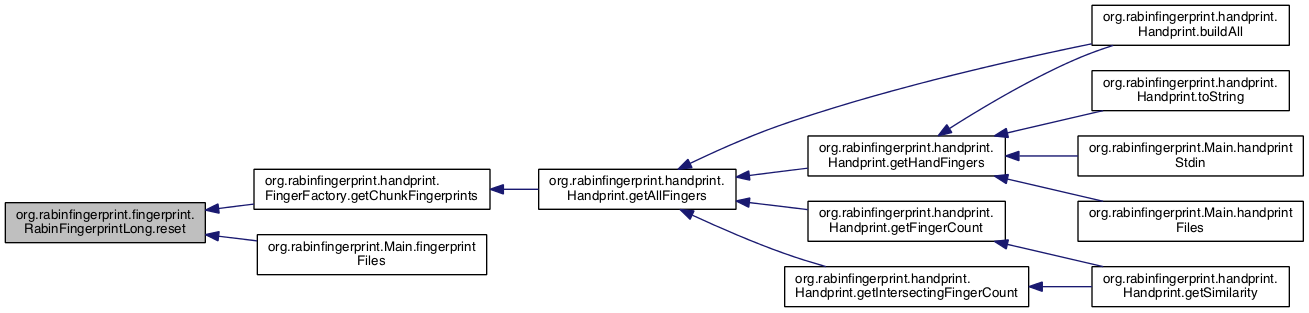 org.rabinfingerprint.fingerprint.
RabinFingerprintLong.reset
org.rabinfingerprint.handprint.
FingerFactory.getChunkFingerprints
org.rabinfingerprint.Main.fingerprint
Files
org.rabinfingerprint.handprint.
Handprint.getAllFingers
org.rabinfingerprint.handprint.
Handprint.buildAll
org.rabinfingerprint.handprint.
Handprint.getHandFingers
org.rabinfingerprint.handprint.
Handprint.toString
org.rabinfingerprint.Main.handprint
Stdin
org.rabinfingerprint.Main.handprint
Files
org.rabinfingerprint.handprint.
Handprint.getFingerCount
org.rabinfingerprint.handprint.
Handprint.getIntersectingFingerCount
org.rabinfingerprint.handprint.
Handprint.getSimilarity